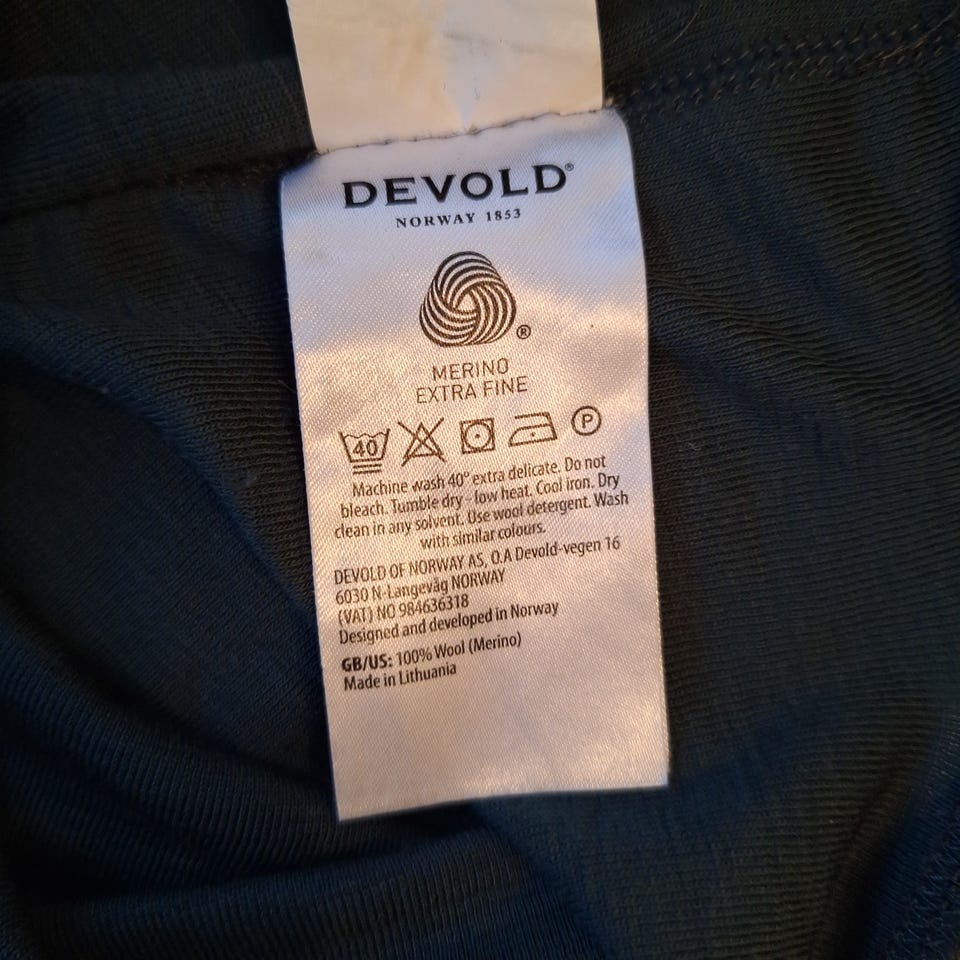 DEVOLD®
NORWAY 1853
®
MERINO
EXTRA FINE
40 P
Machine wash 40° extra delicate. Do not
bleach. Tumble dry - low heat. Cool iron. Dry
clean in any solvent. Use wool detergent. Wash
with similar colours.
DEVOLD OF NORWAY AS, O.A Devold-vegen 16
6030 N-Langevåg NORWAY
(VAT) NO 984636318
Designed and developed in Norway
GB/US: 100% Wool (Merino)
Made in Lithuania